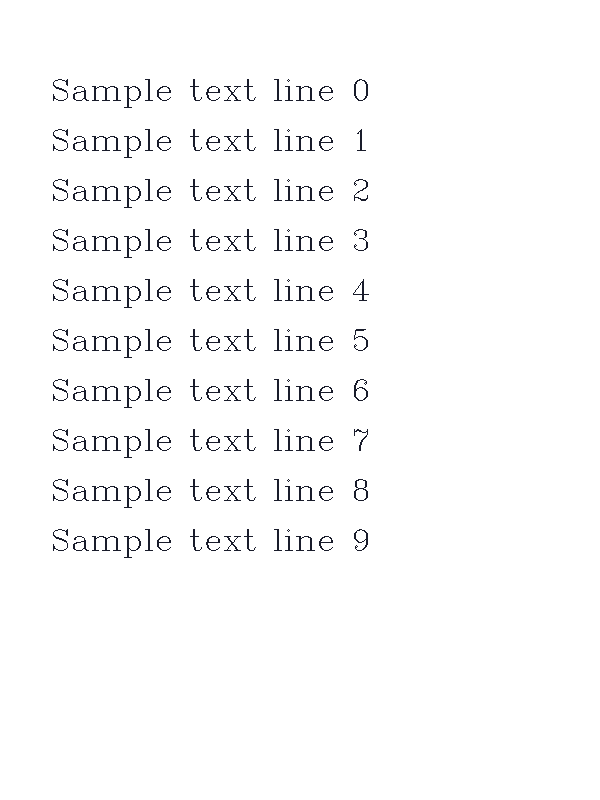 Sample text line 0
Sample text line 1
Sample text line 2
Sample text line 3
Sample text line 4
Sample text line 5
Sample text line 6
Sample text line 7
Sample text line 8
Sample text line 9